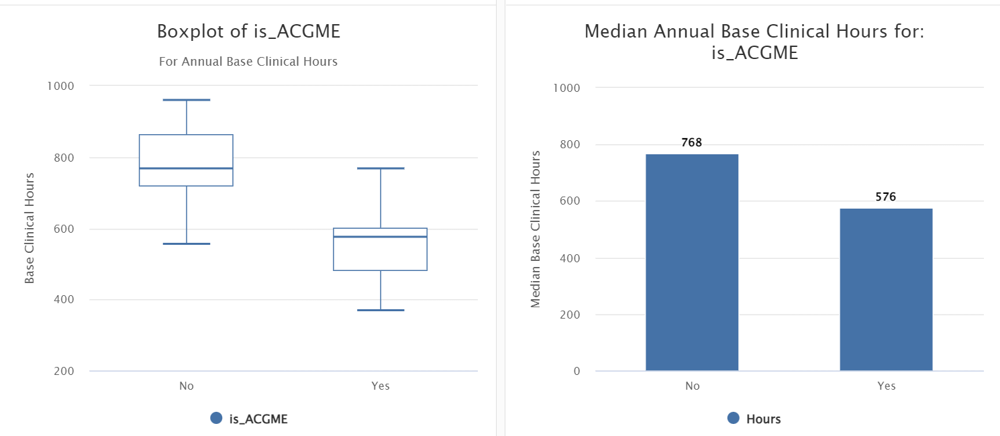 Boxplot of is_ACGME
For Annual Base Clinical Hours
Base Clinical Hours
1000
800
600
400
200
No
Yes
is_ACGME
Median Annual Base Clinical Hours for:
is_ACGME
Median Base Clinical Hours
1000
800
600
400
200
0
768
576
No
Yes
Hours